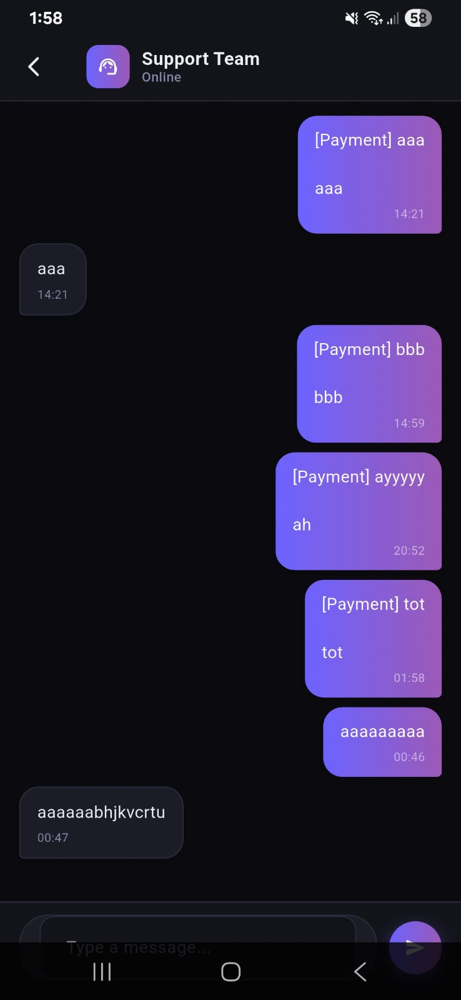 1:58
58
Support Team
Online
[Payment] aaa
aaa
14:21
aaa
14:21
[Payment] bbb
bbb
14:59
[Payment] ayyyyy
ah
20:52
[Payment] tot
tot
01:58
aaaaaaaaa
00:46
aaaaaabhjkvcrtu
00:47
Type a message...